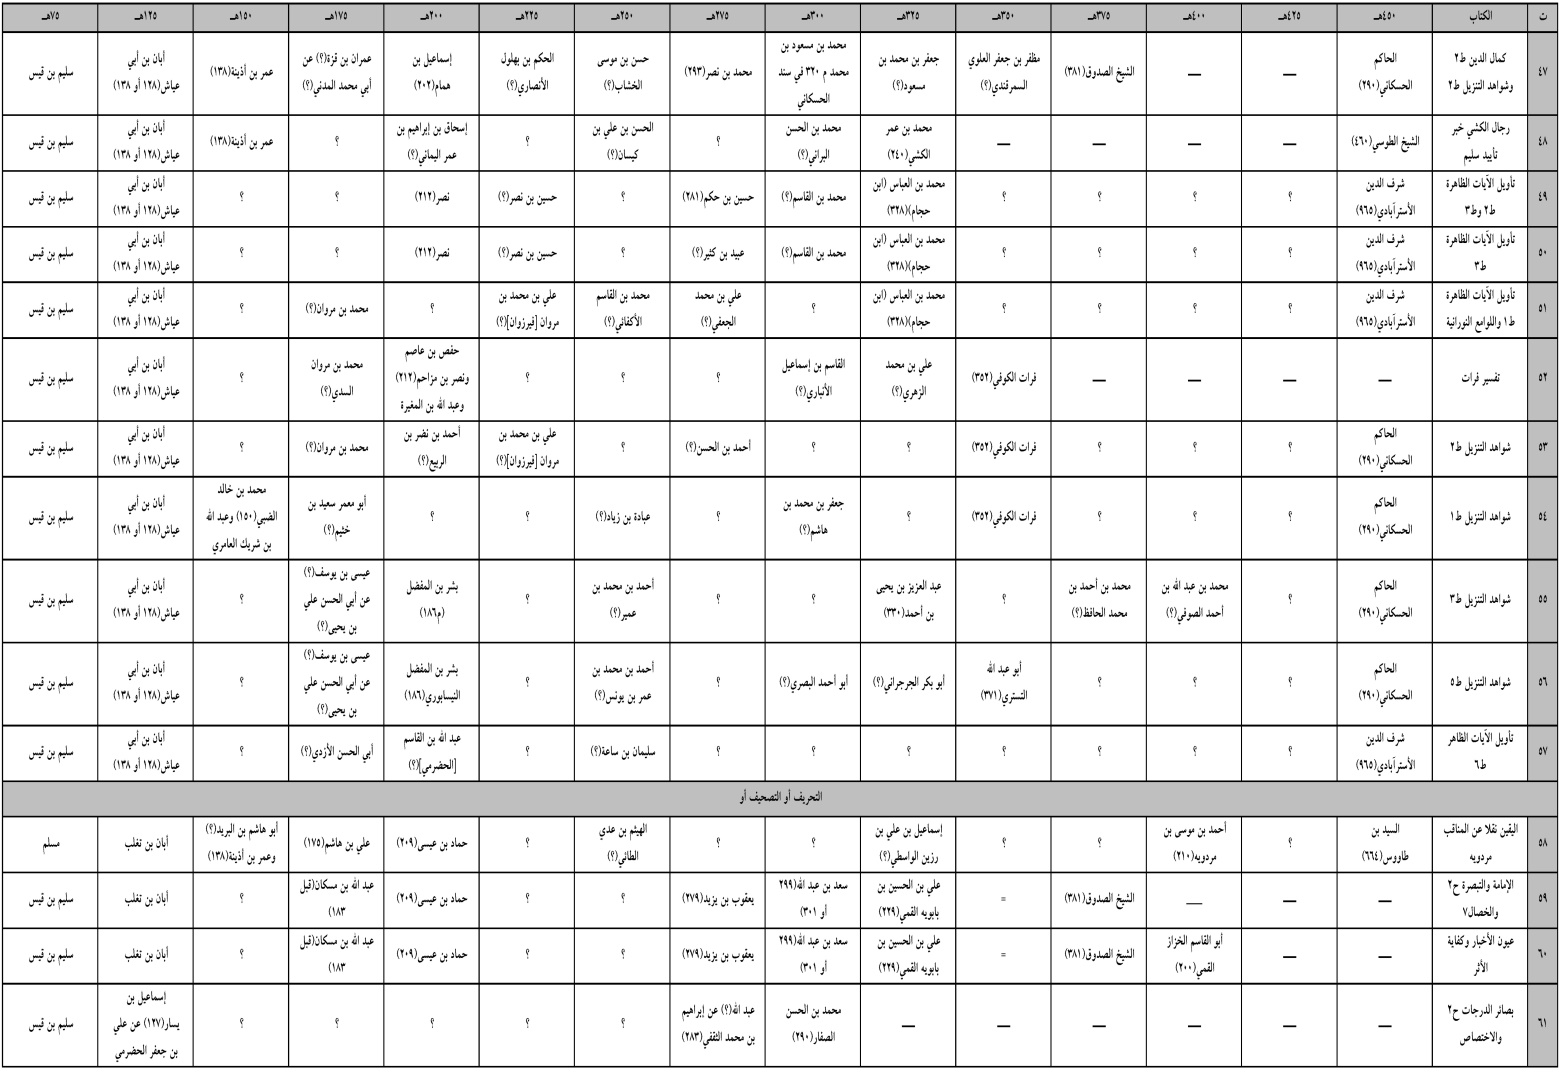 ت | الكتاب | ٤٥٠هـ | ٤٢٥هـ | ٤٠٠هـ | ٣٧٥هـ | ٣٥٠هـ | ٣٢٥هـ | ٣٠٠هـ | ٢٧٥هـ | ٢٥٠هـ | ٢٢٥هـ | ٢٠٠هـ | ١٧٥هـ | ١٥٠هـ | ١٢٥هـ | ٧٥هـ
٤٧ | كمال الدين ط٢ وشواهد التنزيل ط٢ | الحاكم الحسكاني(٢٩٠) | — | — | الشيخ الصدوق(٣٨١) | مظفر بن جعفر العلوي السمرقندي(؟) | جعفر بن محمد بن مسعود(؟) | محمد بن مسعود بن محمد م ٣٢٠ في سند الحسكاني | محمد بن نصر(٢٩٣) | حسن بن موسى الخشاب(؟) | الحكم بن بهلول الأنصاري(؟) | إسماعيل بن همام(٢٠٢) | عمران بن قرة(؟) عن أبي محمد المدني(؟) | عمر بن أذينة(١٣٨) | أبان بن أبي عياش(١٢٨ أو ١٣٨) | سليم بن قيس
٤٨ | رجال الكشي خبر تأييد سليم | الشيخ الطوسي(٤٦٠) | — | — | — | — | محمد بن عمر الكشي(٢٤٠) | محمد بن الحسن البراني(؟) | ؟ | الحسن بن علي بن كيسان(؟) | ؟ | إسحاق بن إبراهيم بن عمر اليماني(؟) | ؟ | عمر بن أذينة(١٣٨) | أبان بن أبي عياش(١٢٨ أو ١٣٨) | سليم بن قيس
٤٩ | تأويل الآيات الظاهرة ط٢ وط٣ | شرف الدين الأسترآبادي(٩٦٥) | ؟ | ؟ | ؟ | ؟ | محمد بن العباس (ابن حجام)(٣٢٨) | محمد بن القاسم(؟) | حسين بن حكم(٢٨١) | ؟ | حسين بن نصر(؟) | نصر(٢١٢) | ؟ | ؟ | أبان بن أبي عياش(١٢٨ أو ١٣٨) | سليم بن قيس
٥٠ | تأويل الآيات الظاهرة ط٣ | شرف الدين الأسترآبادي(٩٦٥) | ؟ | ؟ | ؟ | ؟ | محمد بن العباس (ابن حجام)(٣٢٨) | محمد بن القاسم(؟) | عبيد بن كثير(؟) | ؟ | حسين بن نصر(؟) | نصر(٢١٢) | ؟ | ؟ | أبان بن أبي عياش(١٢٨ أو ١٣٨) | سليم بن قيس
٥١ | تأويل الآيات الظاهرة ط١ واللوامع النورانية | شرف الدين الأسترآبادي(٩٦٥) | ؟ | ؟ | ؟ | ؟ | محمد بن العباس (ابن حجام)(٣٢٨) | ؟ | علي بن محمد الجعفي(؟) | محمد بن القاسم الأكفاني(؟) | علي بن محمد بن مروان [فيرزوان](؟) | ؟ | محمد بن مروان(؟) | ؟ | أبان بن أبي عياش(١٢٨ أو ١٣٨) | سليم بن قيس
٥٢ | تفسير فرات | — | — | — | — | فرات الكوفي(٣٥٢) | علي بن محمد الزهري(؟) | القاسم بن إسماعيل الأنباري(؟) | ؟ | ؟ | ؟ | حفص بن عاصم ونصر بن مزاحم(٢١٢) وعبد الله بن المغيرة | محمد بن مروان السدي(؟) | ؟ | أبان بن أبي عياش(١٢٨ أو ١٣٨) | سليم بن قيس
٥٣ | شواهد التنزيل ط٢ | الحاكم الحسكاني(٢٩٠) | ؟ | ؟ | ؟ | فرات الكوفي(٣٥٢) | ؟ | ؟ | أحمد بن الحسن(؟) | ؟ | علي بن محمد بن مروان [فيرزوان](؟) | أحمد بن نضر بن الربيع(؟) | محمد بن مروان(؟) | ؟ | أبان بن أبي عياش(١٢٨ أو ١٣٨) | سليم بن قيس
٥٤ | شواهد التنزيل ط١ | الحاكم الحسكاني(٢٩٠) | ؟ | ؟ | ؟ | فرات الكوفي(٣٥٢) | ؟ | جعفر بن محمد بن هاشم(؟) | ؟ | عبادة بن زياد(؟) | ؟ | ؟ | أبو معمر سعيد بن خثيم(؟) | محمد بن خالد الضبي(١٥٠) وعبد الله بن شريك العامري | أبان بن أبي عياش(١٢٨ أو ١٣٨) | سليم بن قيس
٥٥ | شواهد التنزيل ط٣ | الحاكم الحسكاني(٢٩٠) | ؟ | محمد بن عبد الله بن أحمد الصوفي(؟) | محمد بن أحمد بن محمد الحافظ(؟) | ؟ | عبد العزيز بن يحيى بن أحمد(٣٣٠) | ؟ | ؟ | أحمد بن محمد بن عمير(؟) | ؟ | بشر بن المفضل (م١٨٦) | عيسى بن يوسف(؟) عن أبي الحسن علي بن يحيى(؟) | ؟ | أبان بن أبي عياش(١٢٨ أو ١٣٨) | سليم بن قيس
٥٦ | شواهد التنزيل ط٥ | الحاكم الحسكاني(٢٩٠) | ؟ | ؟ | ؟ | أبو عبد الله التستري(٣٧١) | أبو بكر الجرجراني(؟) | أبو أحمد البصري(؟) | ؟ | أحمد بن محمد بن عمر بن يونس(؟) | ؟ | بشر بن المفضل النيسابوري(١٨٦) | عيسى بن يوسف(؟) عن أبي الحسن علي بن يحيى(؟) | ؟ | أبان بن أبي عياش(١٢٨ أو ١٣٨) | سليم بن قيس
٥٧ | تأويل الآيات الظاهر ط٦ | شرف الدين الأسترآبادي(٩٦٥) | ؟ | ؟ | ؟ | ؟ | ؟ | ؟ | ؟ | سليمان بن ساعة(؟) | ؟ | عبد الله بن القاسم [الحضرمي](؟) | أبي الحسن الأزدي(؟) | ؟ | أبان بن أبي عياش(١٢٨ أو ١٣٨) | سليم بن قيس
التحريف أو التصحيف أو
٥٨ | اليقين نقلا عن المناقب مردويه | السيد بن طاووس(٦٦٤) | ؟ | أحمد بن موسى بن مردويه(٢١٠) | ؟ | ؟ | إسماعيل بن علي بن رزين الواسطي(؟) | ؟ | ؟ | الهيثم بن عدي الطائي(؟) | ؟ | حماد بن عيسى(٢٠٩) | علي بن هاشم(١٧٥) | أبو هاشم بن البريد(؟) وعمر بن أذينة(١٣٨) | أبان بن تغلب | مسلم
٥٩ | الإمامة والتبصرة ح٢ والخصال٧ | — | — | — | الشيخ الصدوق(٣٨١) | = | علي بن الحسين بن بابويه القمي(٢٢٩) | سعد بن عبد الله(٢٩٩ أو ٣٠١) | يعقوب بن يزيد(٢٧٩) | ؟ | ؟ | حماد بن عيسى(٢٠٩) | عبد الله بن مسكان(قبل ١٨٣) | ؟ | أبان بن تغلب | سليم بن قيس
٦٠ | عيون الأخبار وكفاية الأثر | — | — | أبو القاسم الخزاز القمي(٢٠٠) | الشيخ الصدوق(٣٨١) | = | علي بن الحسين بن بابويه القمي(٢٢٩) | سعد بن عبد الله(٢٩٩ أو ٣٠١) | يعقوب بن يزيد(٢٧٩) | ؟ | ؟ | حماد بن عيسى(٢٠٩) | عبد الله بن مسكان(قبل ١٨٣) | ؟ | أبان بن تغلب | سليم بن قيس
٦١ | بصائر الدرجات ح٢ والاختصاص | — | — | — | — | — | — | محمد بن الحسن الصفار(٢٩٠) | عبد الله(؟) عن إبراهيم بن محمد الثقفي(٢٨٣) | ؟ | ؟ | ؟ | ؟ | ؟ | إسماعيل بن يسار(١٢٧) عن علي بن جعفر الحضرمي | سليم بن قيس